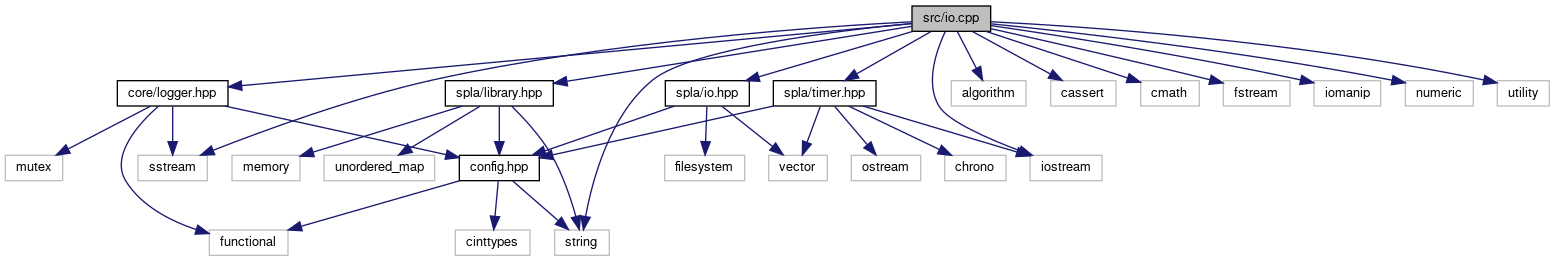 src/io.cpp
core/logger.hpp
spla/library.hpp
spla/io.hpp
spla/timer.hpp
algorithm
cassert
cmath
fstream
iomanip
numeric
utility
mutex
sstream
memory
unordered_map
config.hpp
filesystem
vector
ostream
chrono
iostream
functional
cinttypes
string